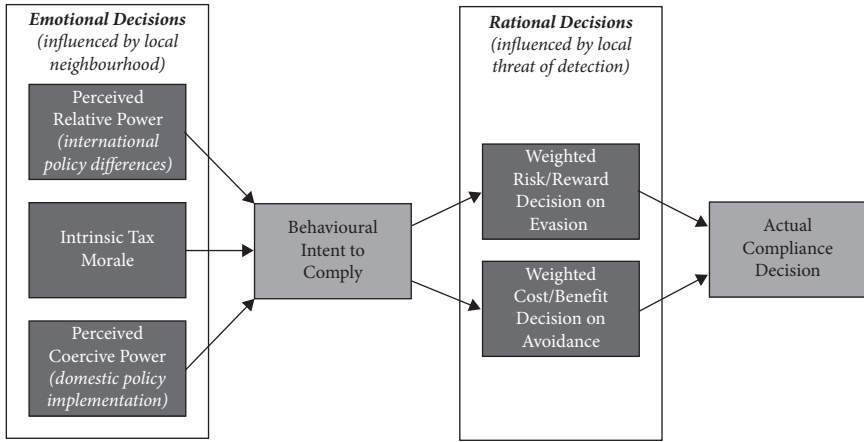 Emotional Decisions
(influenced by local
neighbourhood)
Perceived
Relative Power
(international
policy differences)
Intrinsic Tax
Morale
Perceived
Coercive Power
(domestic policy
implementation)
Behavioural
Intent to
Comply
Rational Decisions
(influenced by local
threat of detection)
Weighted
Risk/Reward
Decision on
Evasion
Weighted
Cost/Benefit
Decision on
Avoidance
Actual
Compliance
Decision